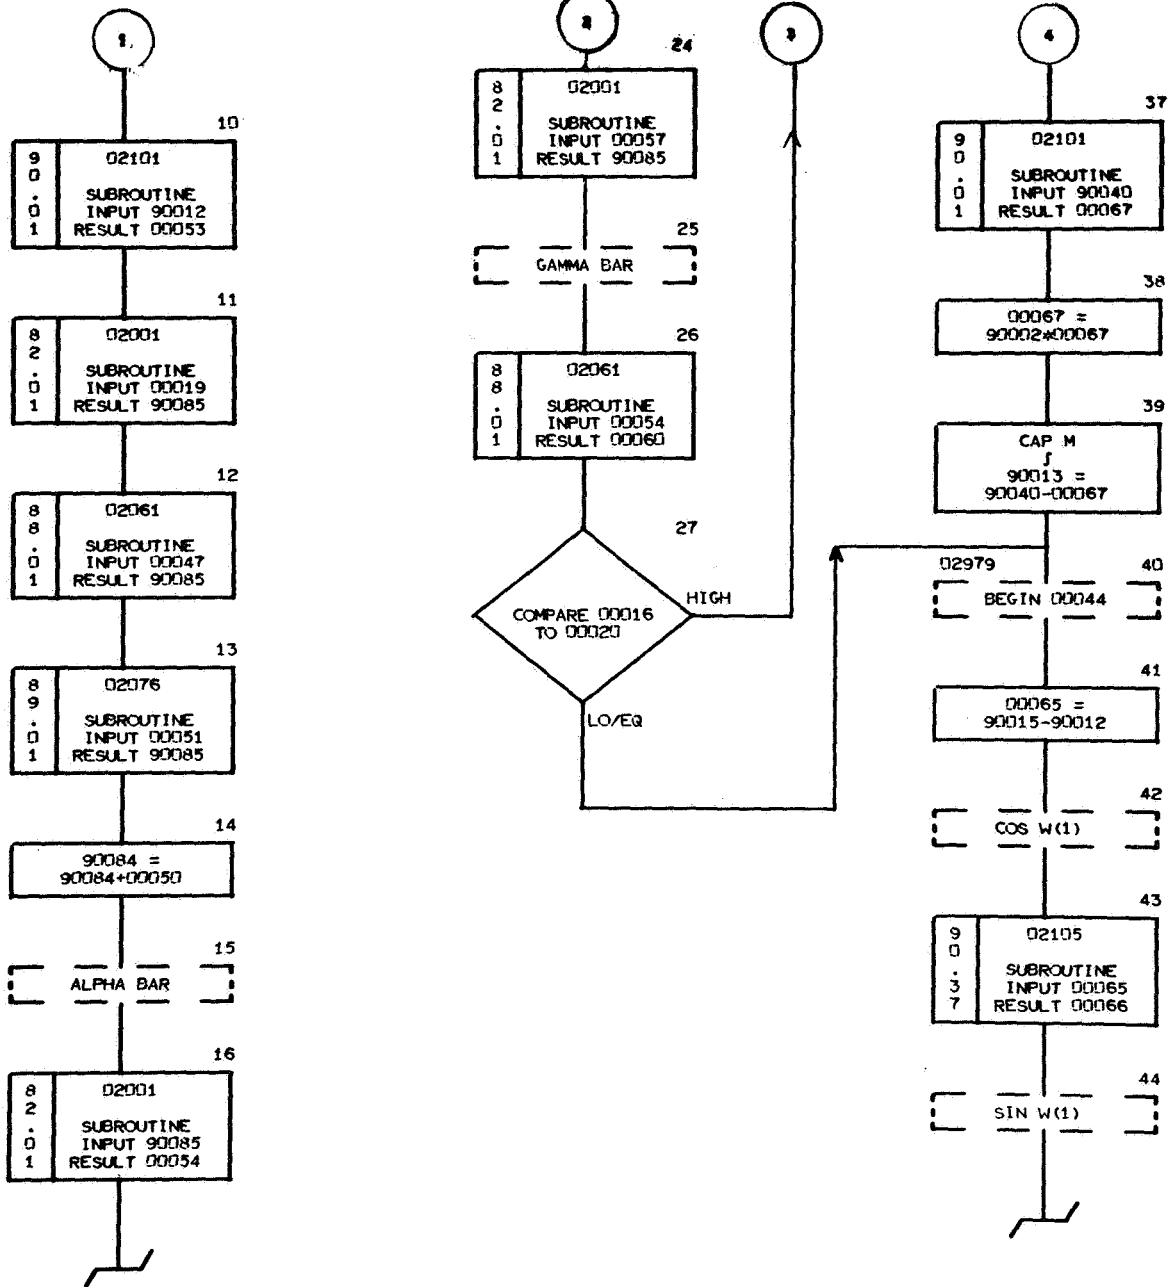 1
10
9
0
.
0
1
02101
SUBROUTINE
INPUT 90012
RESULT 00053
11
8
2
.
0
1
02001
SUBROUTINE
INPUT 00019
RESULT 90085
12
8
8
.
0
1
02061
SUBROUTINE
INPUT 00047
RESULT 90085
13
8
9
.
0
1
02076
SUBROUTINE
INPUT 00051
RESULT 90085
14
90084 =
90084+00050
15
ALPHA BAR
16
8
2
.
0
1
02001
SUBROUTINE
INPUT 90085
RESULT 00054
2
24
8
2
.
0
1
02001
SUBROUTINE
INPUT 00057
RESULT 90085
25
GAMMA BAR
26
8
8
.
0
1
02061
SUBROUTINE
INPUT 00054
RESULT 00060
27
COMPARE 00016
TO 00020
HIGH
LO/EQ
3
4
37
9
0
.
0
1
02101
SUBROUTINE
INPUT 90040
RESULT 00067
38
00067 =
90002*00067
39
CAP M
∫
90013 =
90040-00067
02979
40
BEGIN 00044
41
00065 =
90015-90012
42
COS W(1)
43
9
0
.
3
7
02105
SUBROUTINE
INPUT 00065
RESULT 00066
44
SIN W(1)